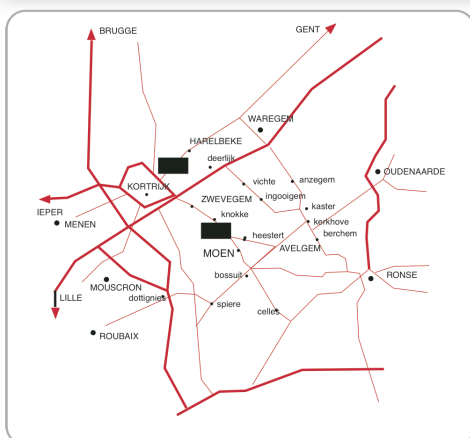 BRUGGE
GENT
WAREGEM
HARELBEKE
deerlijk
OUDENAARDE
KORTRIJK
vichte
anzegem
ingooigem
ZWEVEGEM
kaster
IEPER
knokke
kerkhove
MENEN
heestert
berchem
MOEN
AVELGEM
bossuit
RONSE
MOUSCRON
LILLE
dottignies
spiere
celles
ROUBAIX